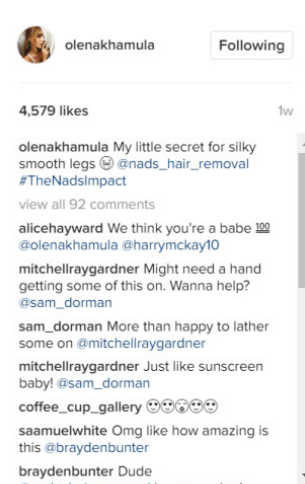 olenakhamula
Following
4,579 likes
1w
olenakhamula My little secret for silky
smooth legs @nads_hair_removal
#TheNadsImpact
view all 92 comments
alicehayward We think you're a babe 💯
@olenakhamula @harrymckay10
mitchellraygardner Might need a hand
getting some of this on. Wanna help?
@sam_dorman
sam_dorman More than happy to lather
some on @mitchellraygardner
mitchellraygardner Just like sunscreen
baby! @sam_dorman
coffee_cup_gallery
saamuelwhite Omg like how amazing is
this @braydenbunter
braydenbunter Dude